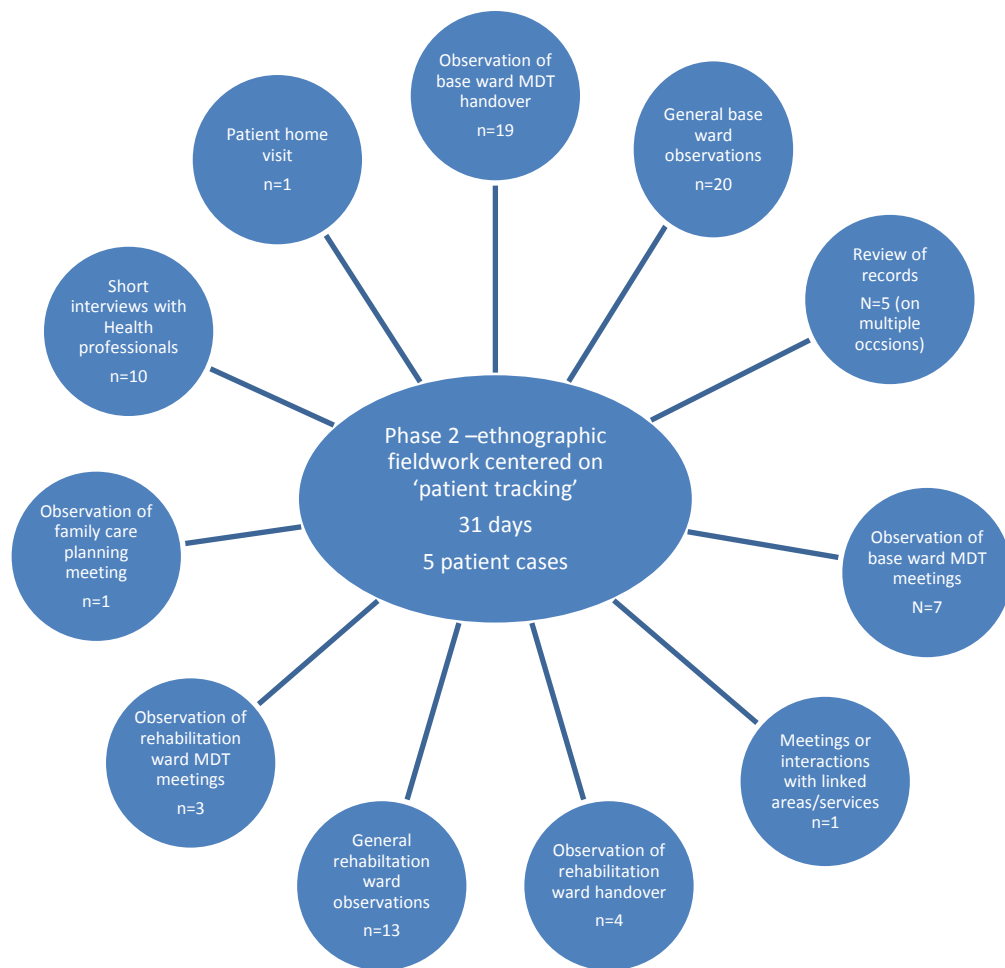 Observation of
base ward MDT
handover
n=19
General base
ward
observations
n=20
Review of
records
N=5 (on
multiple
occsions)
Observation of
base ward MDT
meetings
N=7
Meetings or
interactions
with linked
areas/services
n=1
Observation of
rehabilitation
ward handover
n=4
General
rehabiltation
ward
observations
n=13
Observation of
rehabilitation
ward MDT
meetings
n=3
Observation of
family care
planning
meeting
n=1
Short
interviews with
Health
professionals
n=10
Patient home
visit
n=1
Phase 2 –ethnographic
fieldwork centered on
‘patient tracking’
31 days
5 patient cases